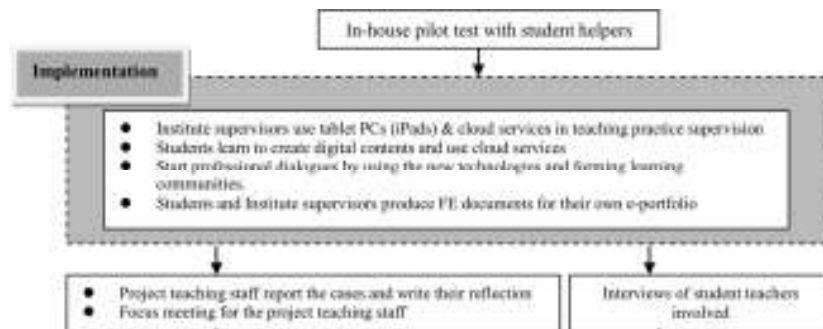 In-house pilot test with student helpers
Implementation
● Institute supervisors use tablet PCs (iPads) & cloud services in teaching practice supervision
● Students learn to create digital contents and use cloud services
● Start professional dialogues by using the new technologies and forming learning
communities.
● Students and Institute supervisors produce FE documents for their own e-portfolio
● Project teaching staff report the cases and write their reflection
● Focus meeting for the project teaching staff
Interviews of student teachers
involved